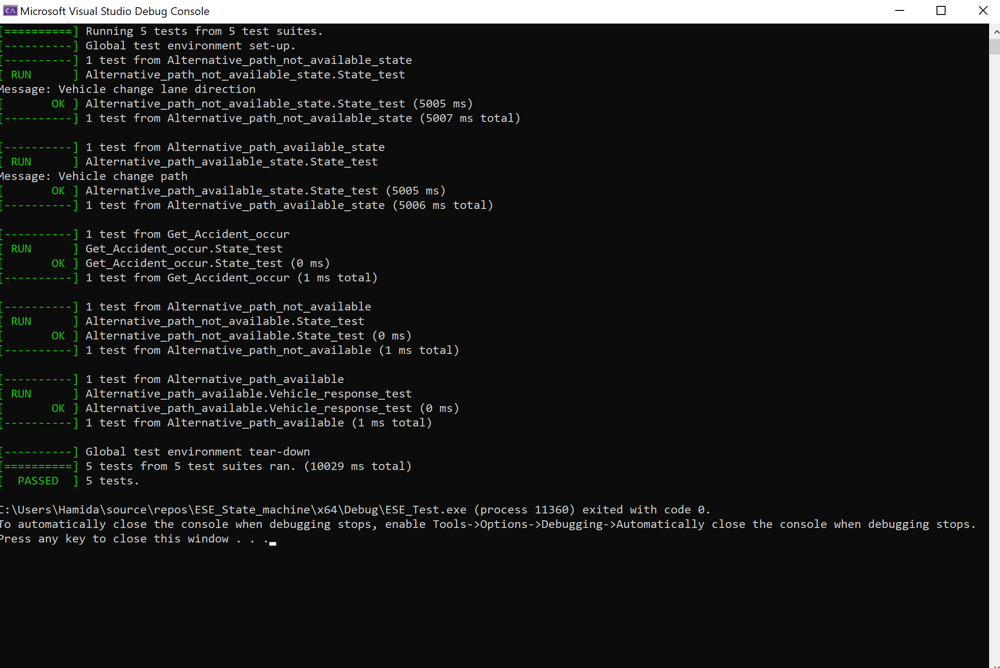 Microsoft Visual Studio Debug Console
[==========] Running 5 tests from 5 test suites.
[----------] Global test environment set-up.
[----------] 1 test from Alternative_path_not_available_state
[ RUN      ] Alternative_path_not_available_state.State_test
Message: Vehicle change lane direction
[       OK ] Alternative_path_not_available_state.State_test (5005 ms)
[----------] 1 test from Alternative_path_not_available_state (5007 ms total)
[----------] 1 test from Alternative_path_available_state
[ RUN      ] Alternative_path_available_state.State_test
Message: Vehicle change path
[       OK ] Alternative_path_available_state.State_test (5005 ms)
[----------] 1 test from Alternative_path_available_state (5006 ms total)
[----------] 1 test from Get_Accident_occur
[ RUN      ] Get_Accident_occur.State_test
[       OK ] Get_Accident_occur.State_test (0 ms)
[----------] 1 test from Get_Accident_occur (1 ms total)
[----------] 1 test from Alternative_path_not_available
[ RUN      ] Alternative_path_not_available.State_test
[       OK ] Alternative_path_not_available.State_test (0 ms)
[----------] 1 test from Alternative_path_not_available (1 ms total)
[----------] 1 test from Alternative_path_available
[ RUN      ] Alternative_path_available.Vehicle_response_test
[       OK ] Alternative_path_available.Vehicle_response_test (0 ms)
[----------] 1 test from Alternative_path_available (1 ms total)
[----------] Global test environment tear-down
[==========] 5 tests from 5 test suites ran. (10029 ms total)
[  PASSED  ] 5 tests.
C:\Users\Hamida\source\repos\ESE_State_machine\x64\Debug\ESE_Test.exe (process 11360) exited with code 0.
To automatically close the console when debugging stops, enable Tools->Options->Debugging->Automatically close the console when debugging stops.
Press any key to close this window . . .